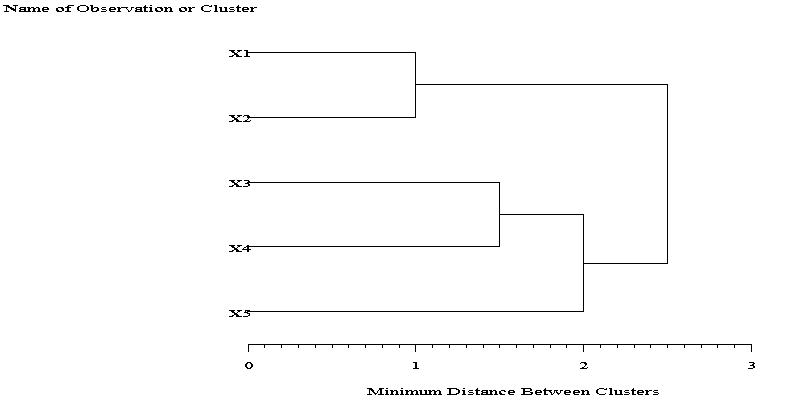 Name of Observation or Cluster
X1
X2
X3
X4
X5
0 1 2 3
Minimum Distance Between Clusters